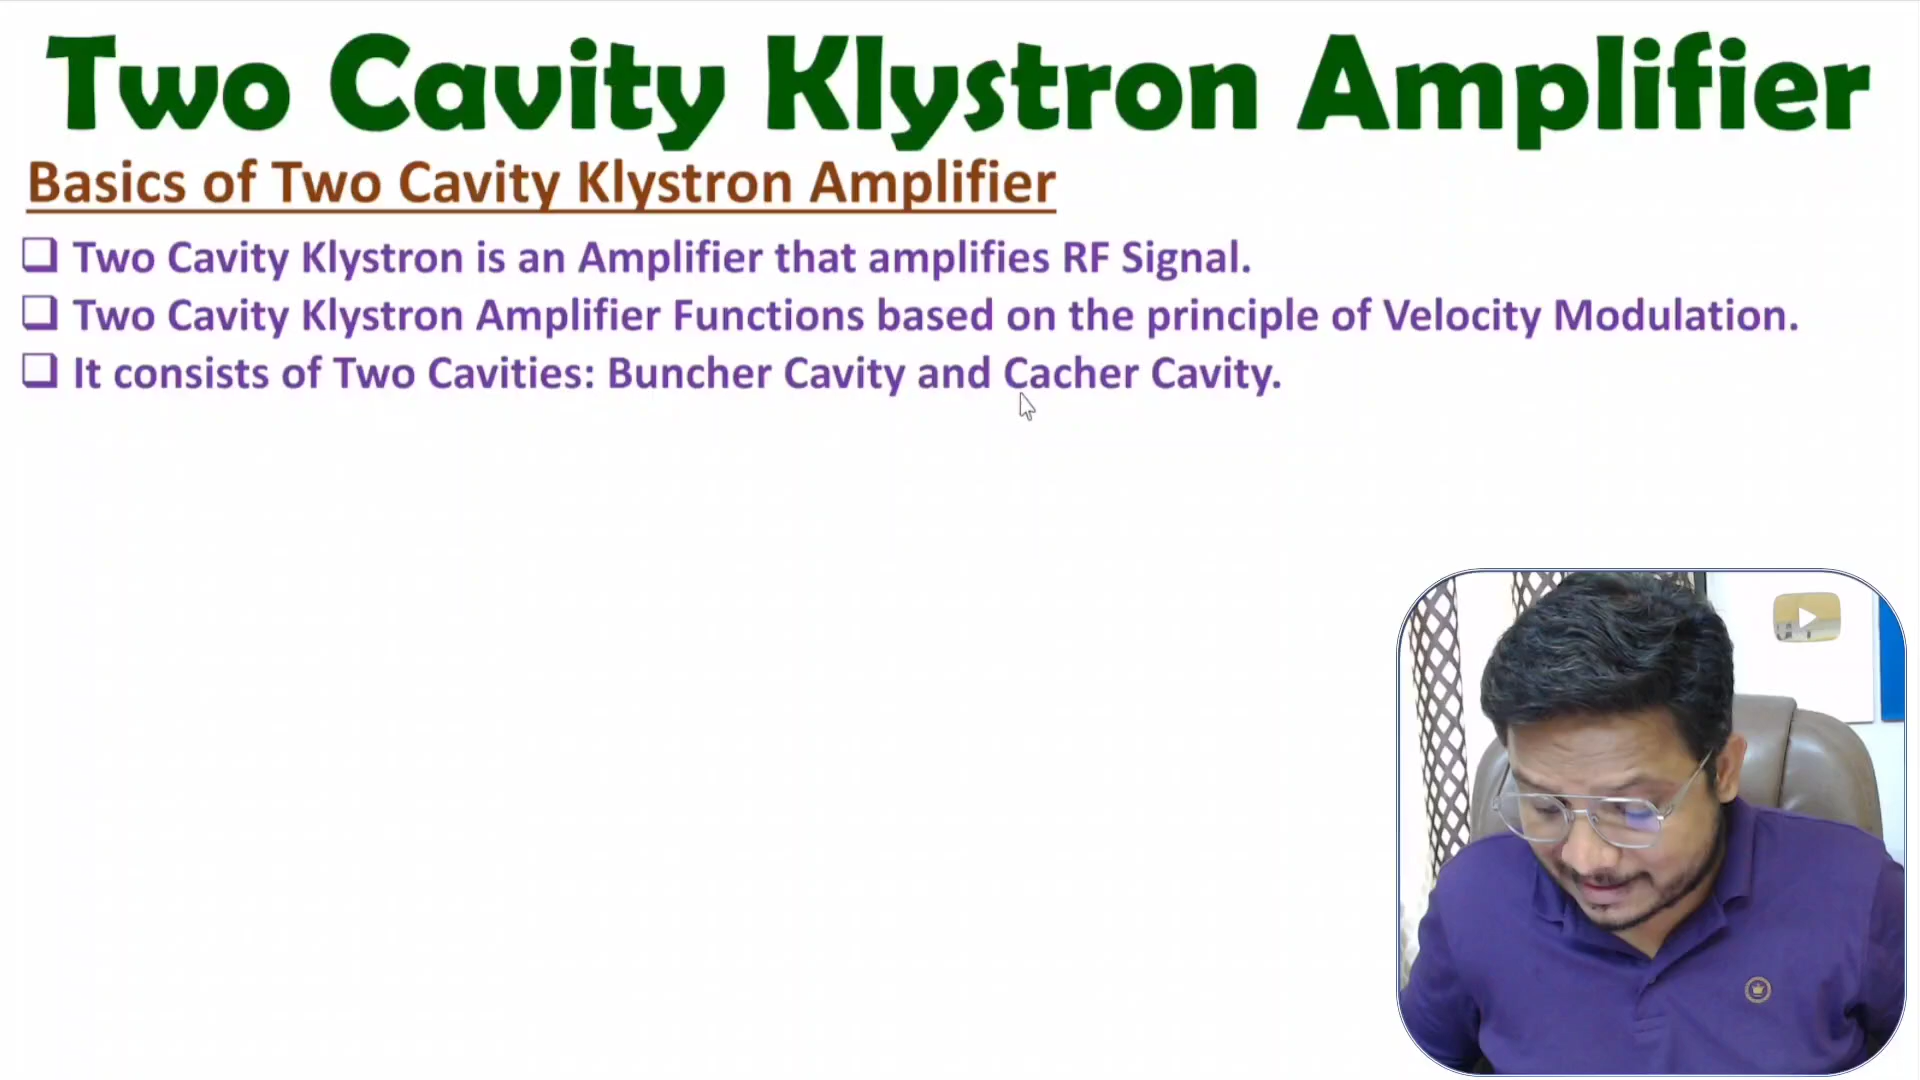 Two Cavity Klystron Amplifier
Basics of Two Cavity Klystron Amplifier
Two Cavity Klystron is an Amplifier that amplifies RF Signal.
Two Cavity Klystron Amplifier Functions based on the principle of Velocity Modulation.
It consists of Two Cavities: Buncher Cavity and Cacher Cavity.